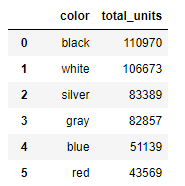 color total_units
0 black 110970
1 white 106673
2 silver 83389
3 gray 82857
4 blue 51139
5 red 43569